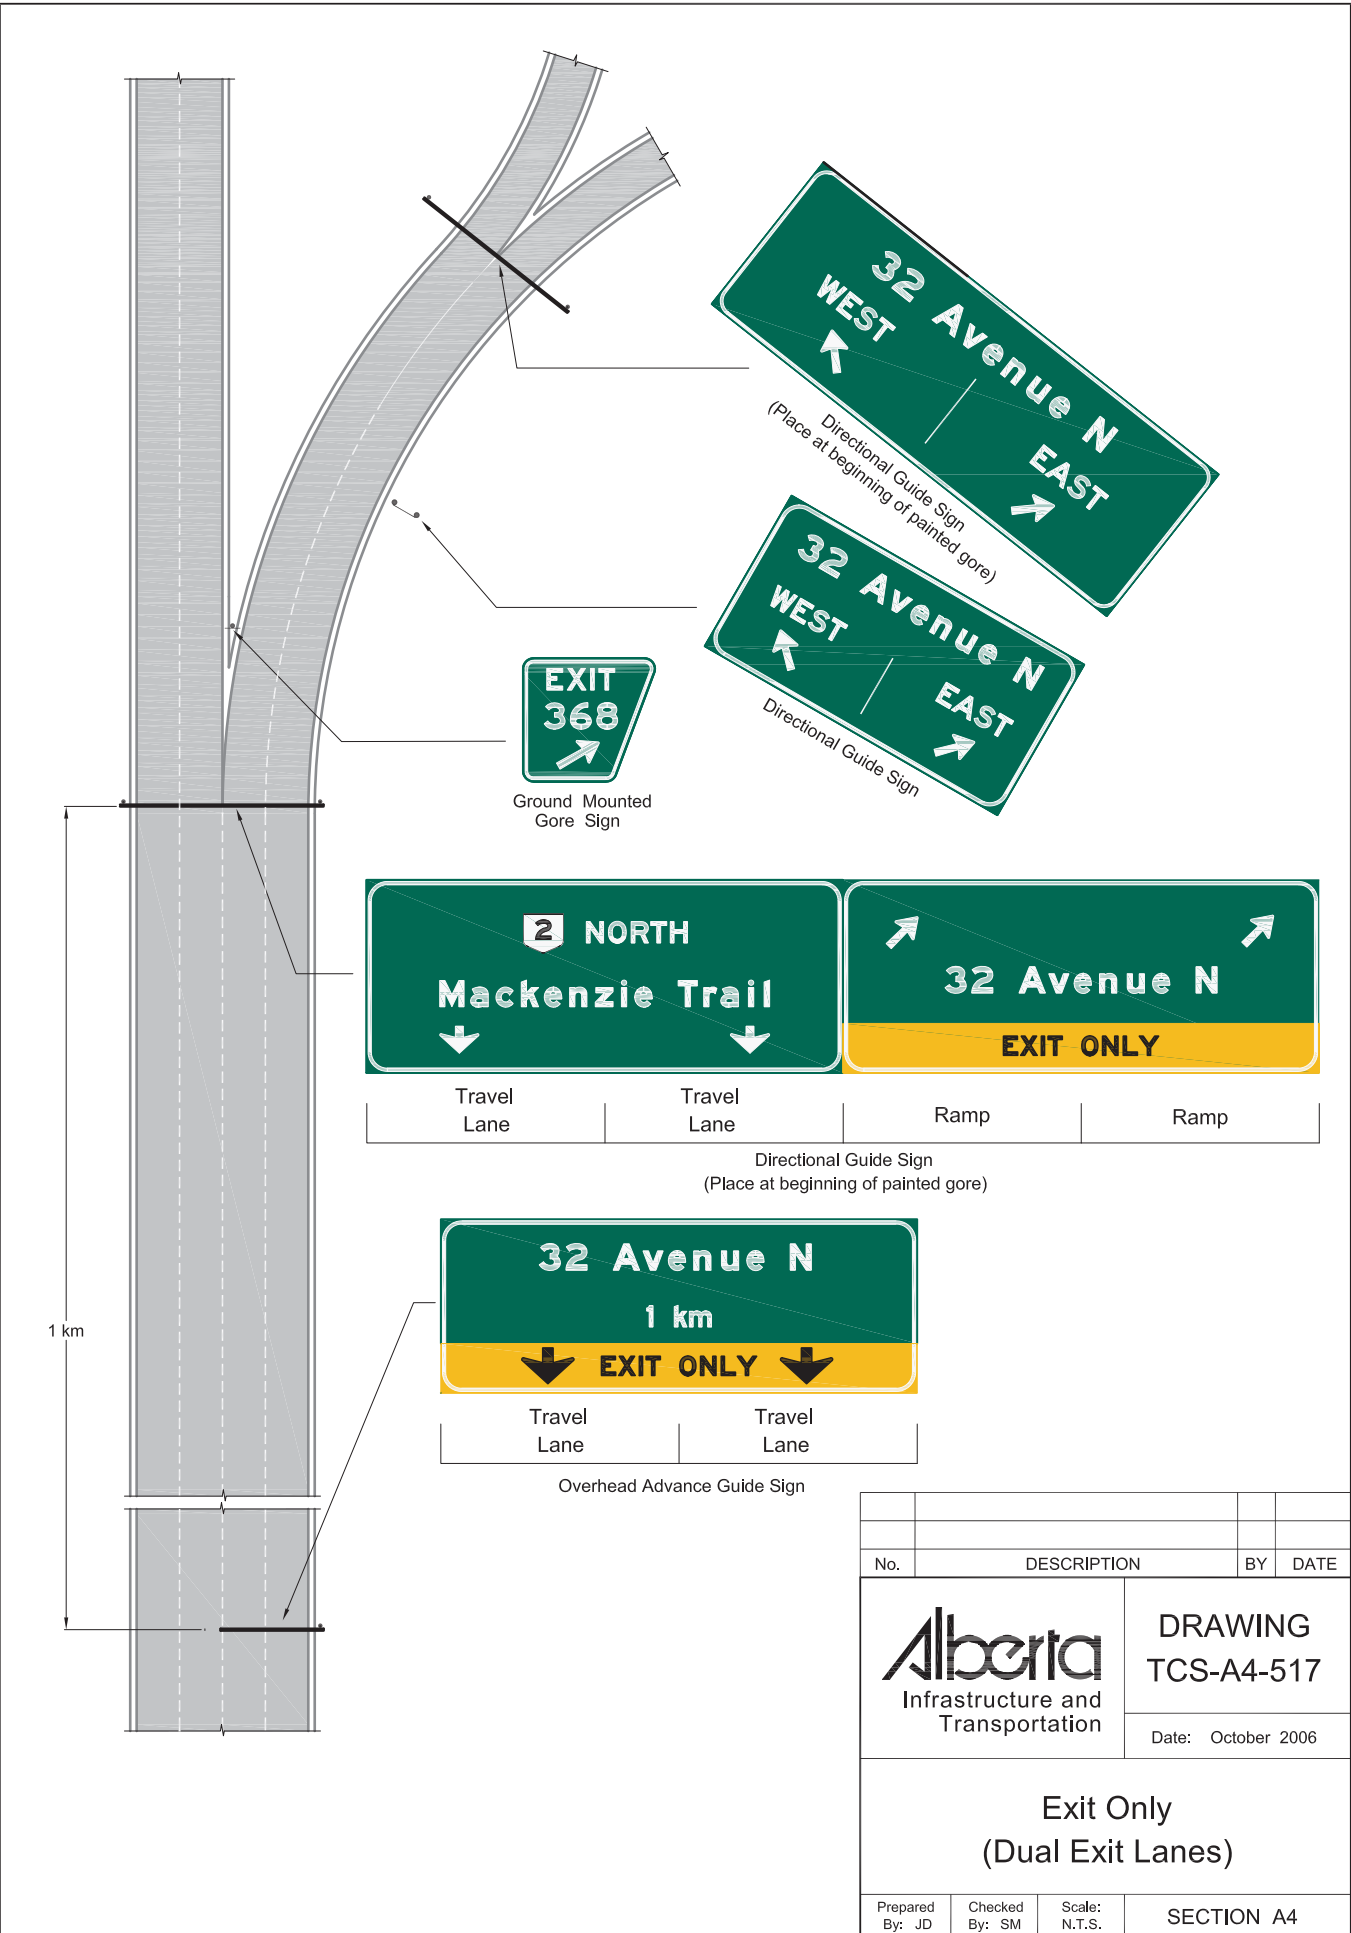 32 Avenue N
WEST
EAST
Directional Guide Sign
(Place at beginning of painted gore)
32 Avenue N
WEST
EAST
Directional Guide Sign
EXIT
368
Ground Mounted
Gore Sign
2 NORTH
Mackenzie Trail
32 Avenue N
EXIT ONLY
Travel
Lane
Travel
Lane
Ramp
Ramp
Directional Guide Sign
(Place at beginning of painted gore)
32 Avenue N
1 km
EXIT ONLY
1 km
Travel
Lane
Travel
Lane
Overhead Advance Guide Sign
No. DESCRIPTION BY DATE
Alberta
Infrastructure and
Transportation
DRAWING
TCS-A4-517
Date: October 2006
Exit Only
(Dual Exit Lanes)
Prepared
By: JD
Checked
By: SM
Scale:
N.T.S.
SECTION A4